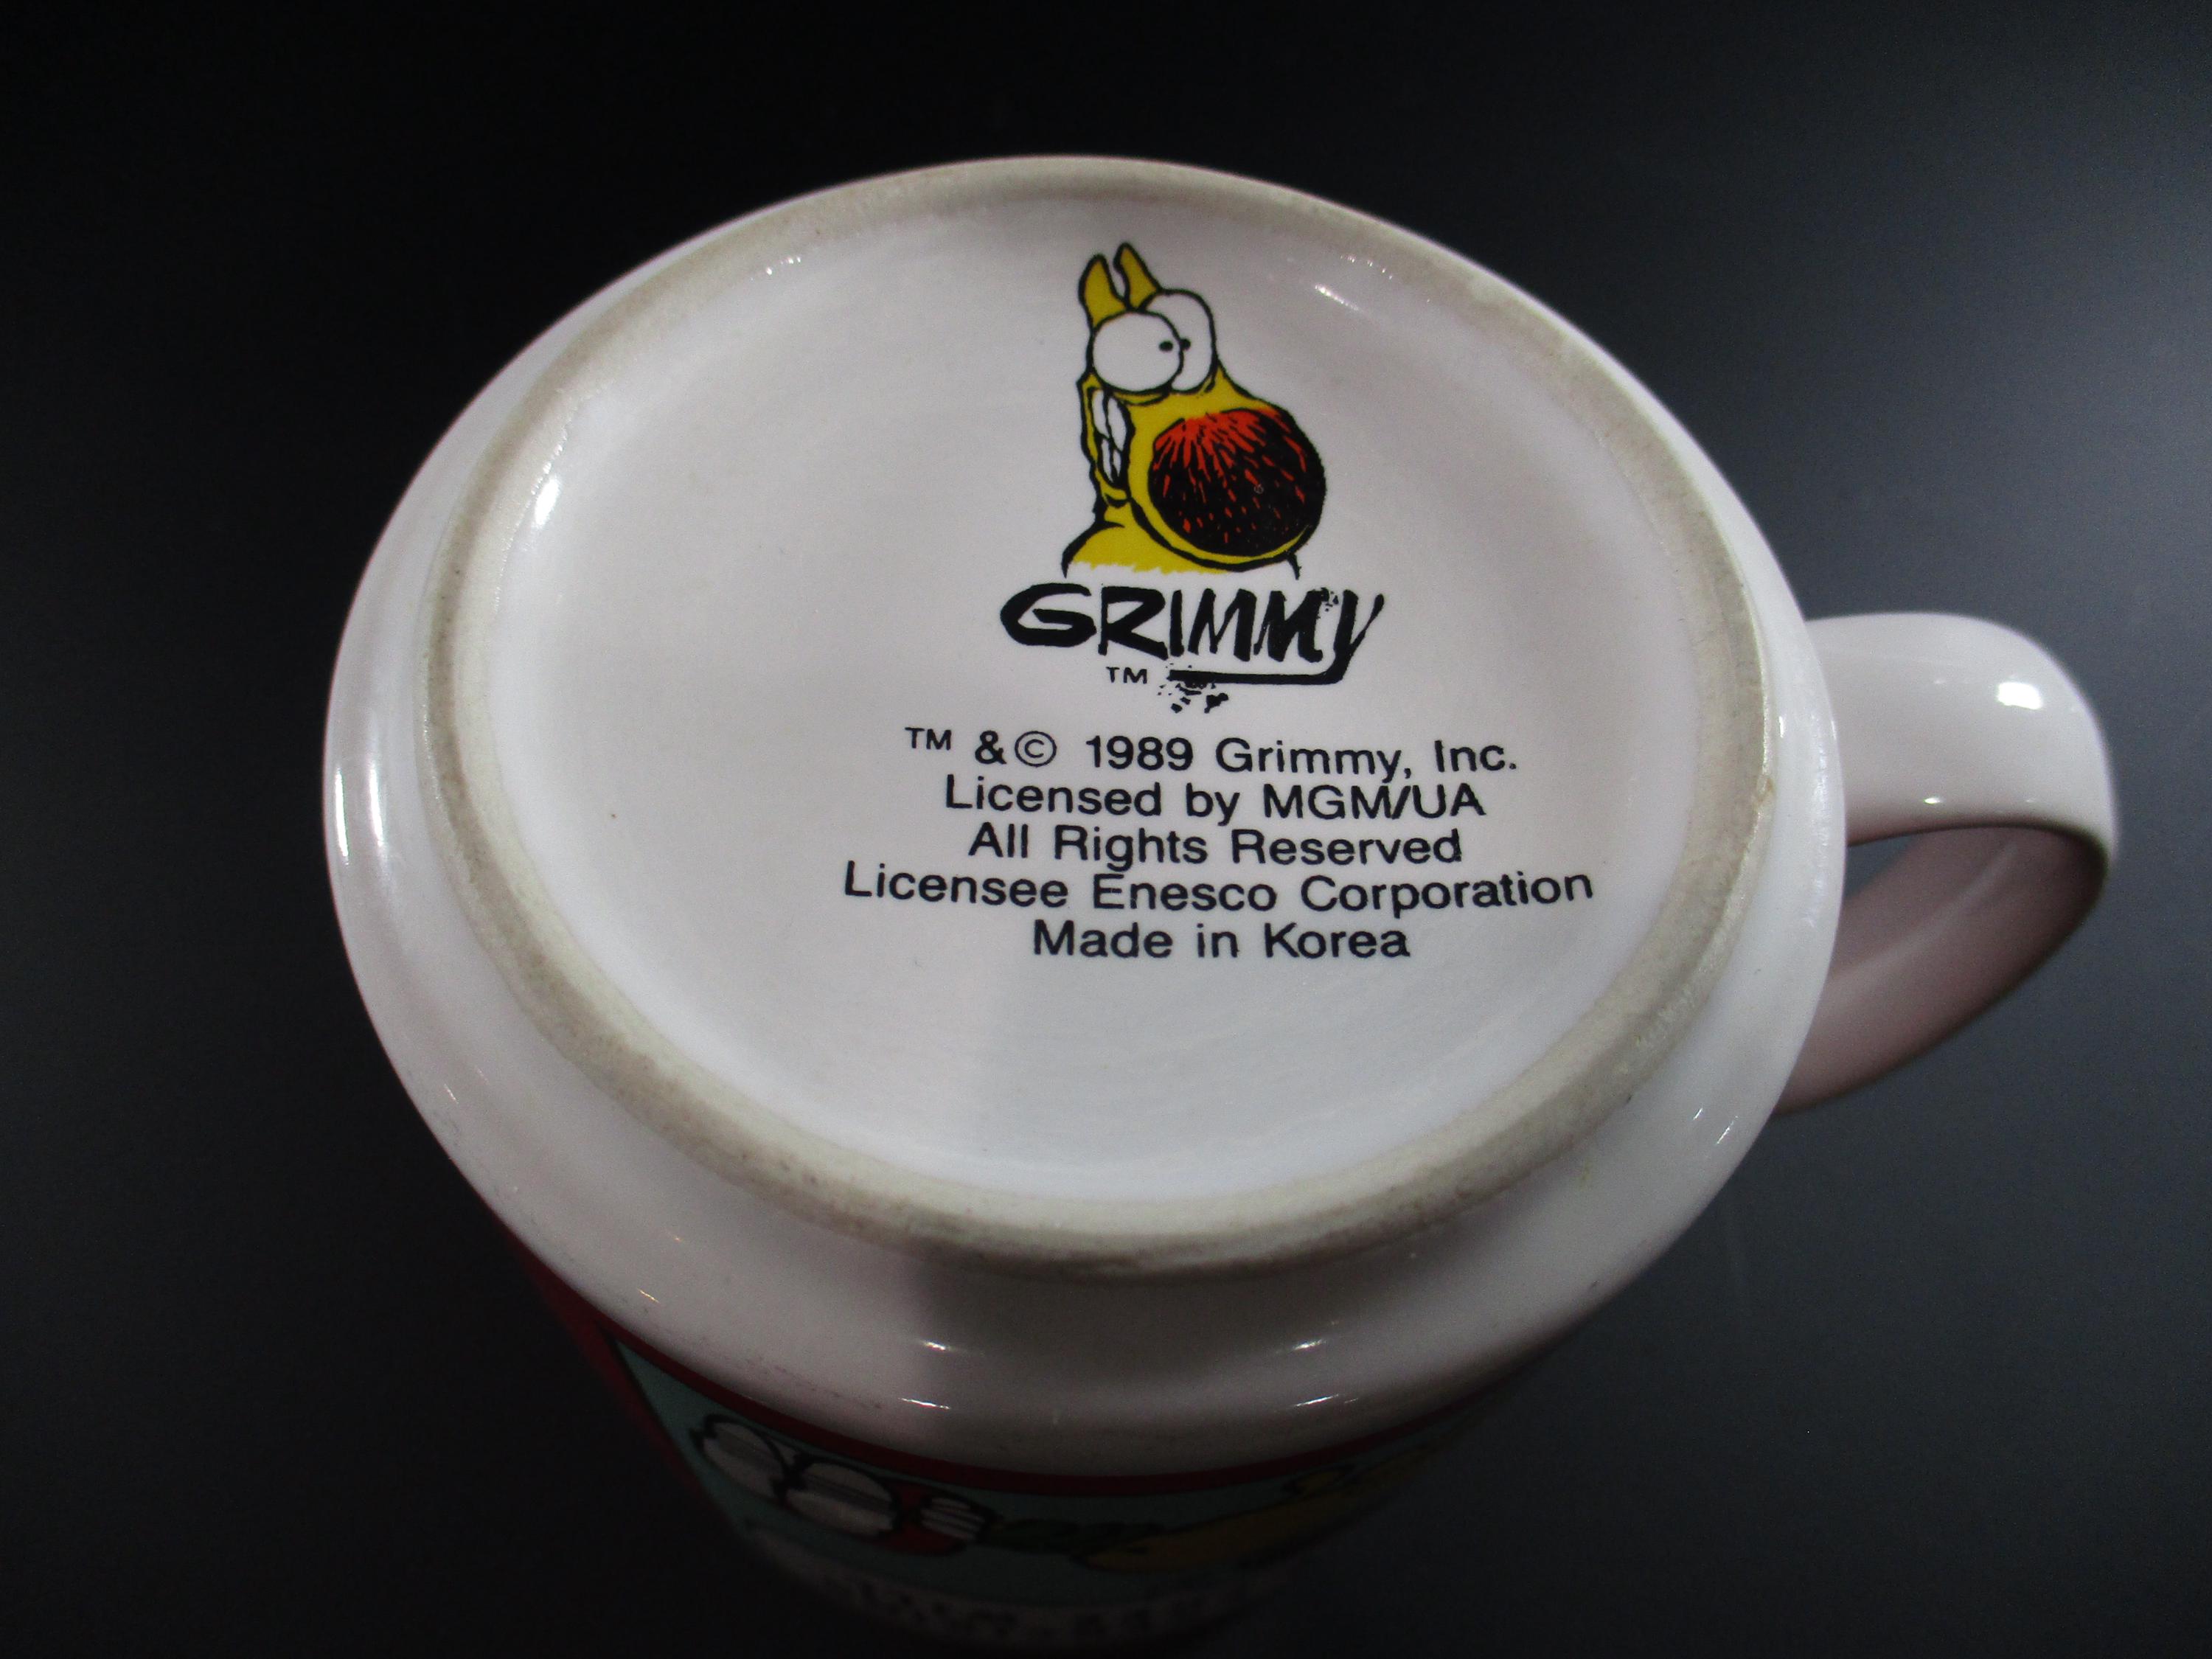 GRIMMY
TM
TM & © 1989 Grimmy, Inc.
Licensed by MGM/UA
All Rights Reserved
Licensee Enesco Corporation
Made in Korea